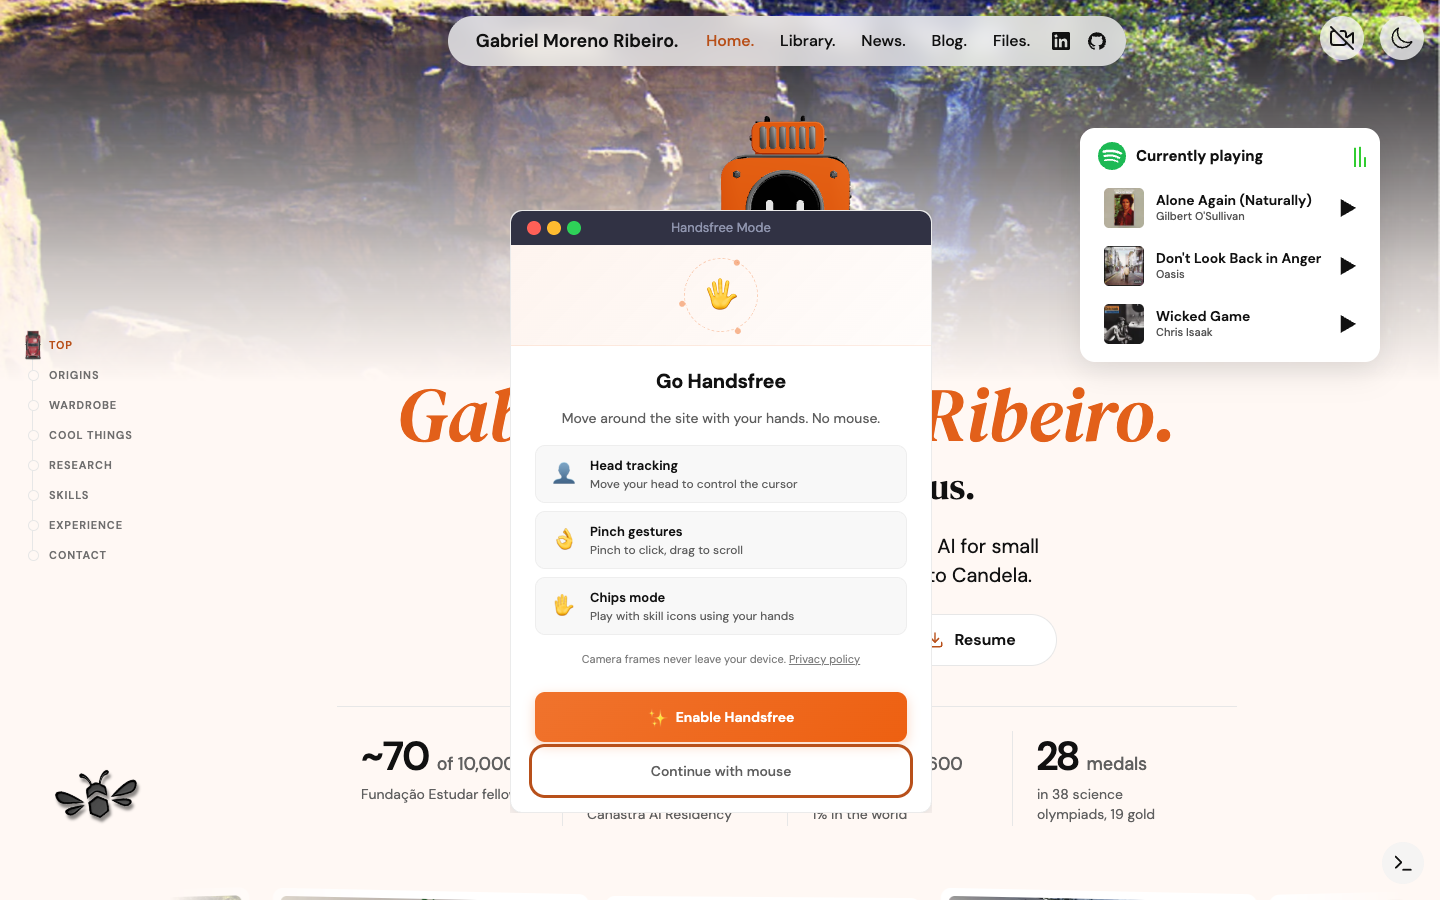 Gabriel Moreno Ribeiro.
Home.
Library.
News.
Blog.
Files.
Currently playing
Alone Again (Naturally)
Gilbert O'Sullivan
Don't Look Back in Anger
Oasis
Wicked Game
Chris Isaak
TOP
ORIGINS
WARDROBE
COOL THINGS
RESEARCH
SKILLS
EXPERIENCE
CONTACT
Handsfree Mode
Go Handsfree
Move around the site with your hands. No mouse.
Head tracking
Move your head to control the cursor
Pinch gestures
Pinch to click, drag to scroll
Chips mode
Play with skill icons using your hands
Camera frames never leave your device. Privacy policy
Enable Handsfree
Continue with mouse
Ribeiro.
us.
AI for small
to Candela.
Resume
~70 of 10,000
Fundação Estudar
Canastra AI Residency
600
1% in the world
28 medals
in 38 science
olympiads, 19 gold